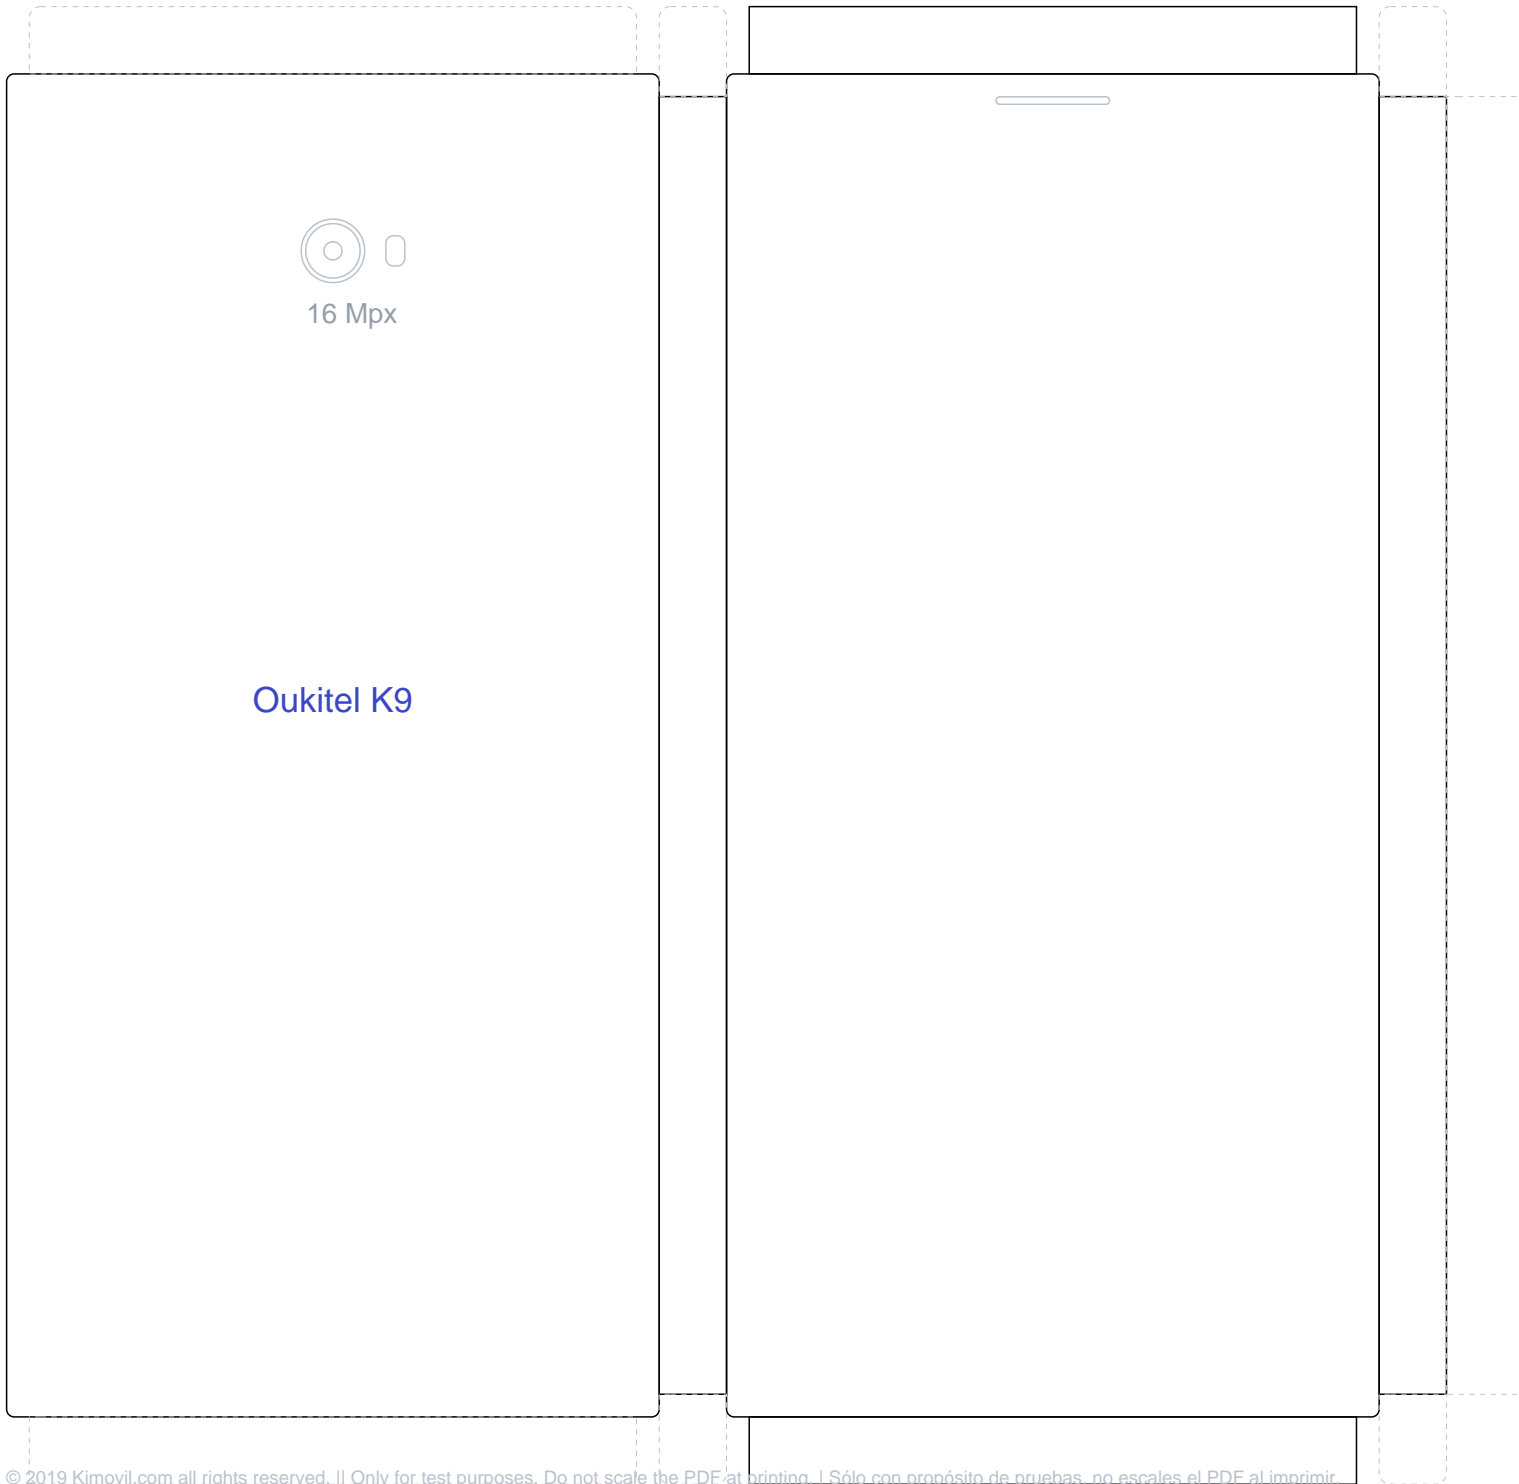 16 Mpx
Oukitel K9
© 2019 Kimovil.com all rights reserved. || Only for test purposes. Do not scale the PDF at printing. | Sólo con propósito de pruebas, no escales el PDF al imprimir.